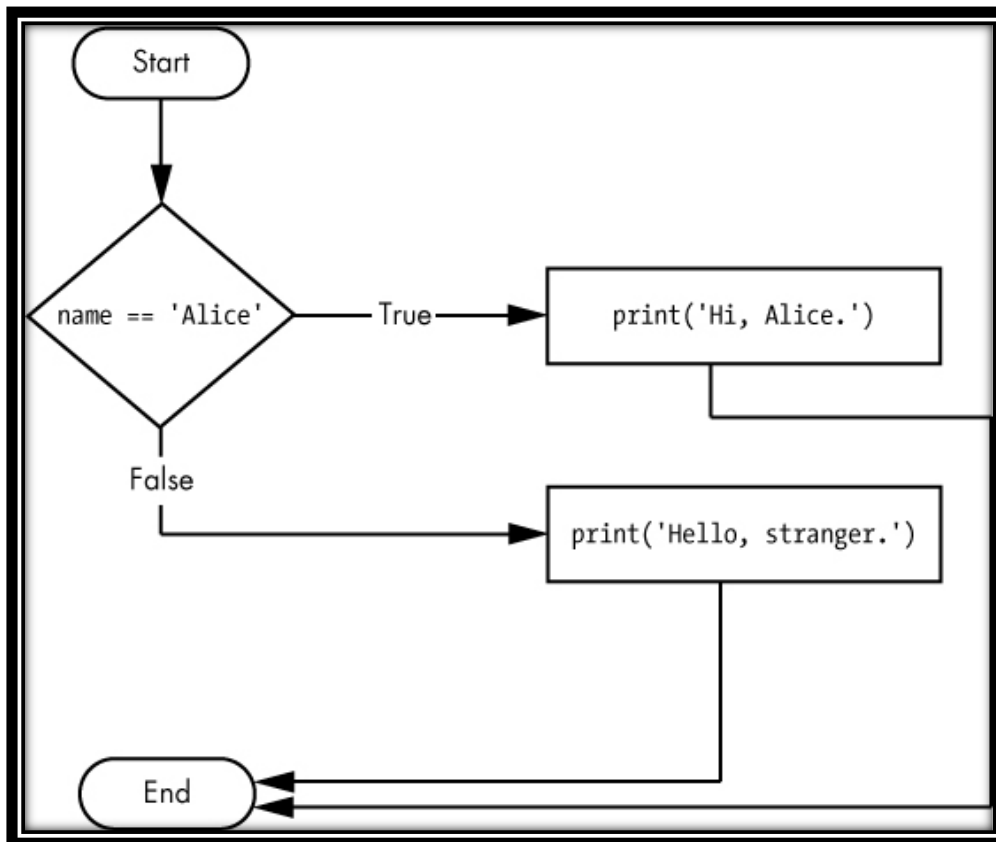 Start
name == 'Alice'
True
print('Hi, Alice.')
False
print('Hello, stranger.')
End